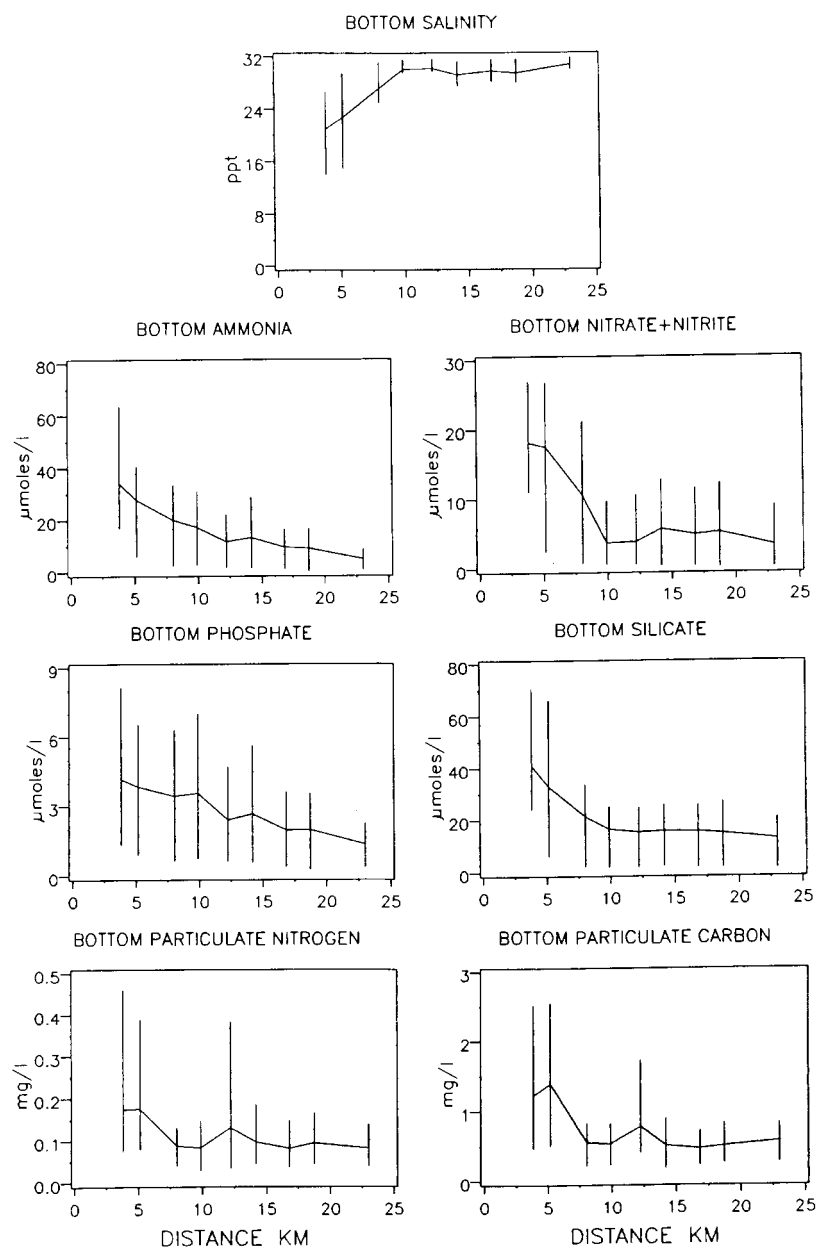 BOTTOM SALINITY
32
24
16
8
0
ppt
0 5 10 15 20 25
BOTTOM AMMONIA
80
60
40
20
0
μmoles/l
0 5 10 15 20 25
BOTTOM NITRATE+NITRITE
30
20
10
0
μmoles/l
0 5 10 15 20 25
BOTTOM PHOSPHATE
9
6
3
0
μmoles/l
0 5 10 15 20 25
BOTTOM SILICATE
80
60
40
20
0
μmoles/l
0 5 10 15 20 25
BOTTOM PARTICULATE NITROGEN
0.5
0.4
0.3
0.2
0.1
0.0
mg/l
0 5 10 15 20 25
DISTANCE KM
BOTTOM PARTICULATE CARBON
3
2
1
0
mg/l
0 5 10 15 20 25
DISTANCE KM